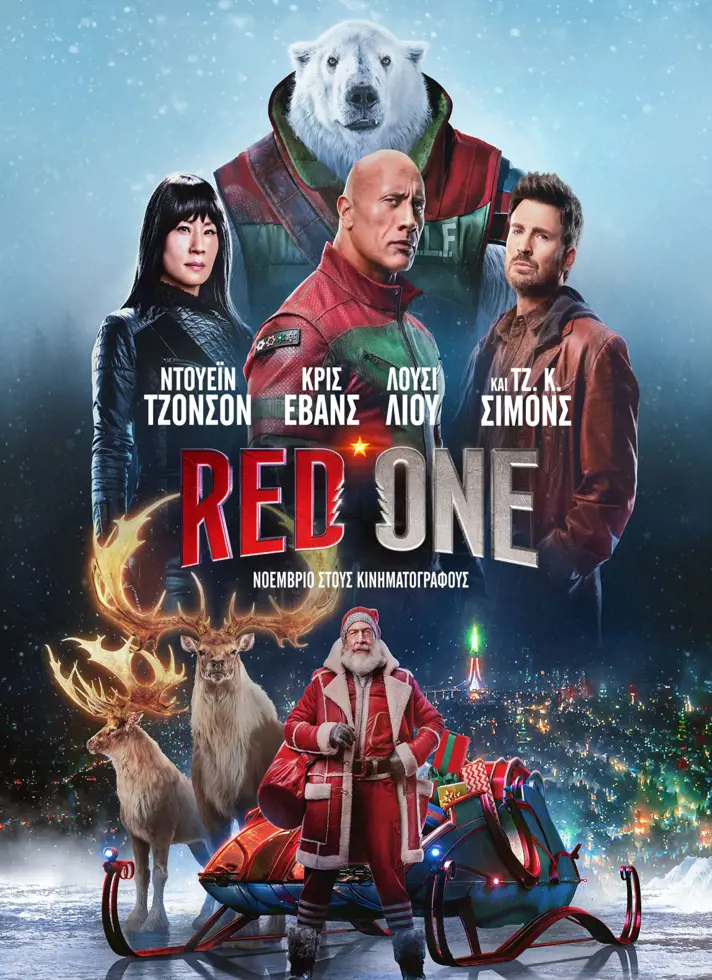 ΝΤΟΥΕΪΝ
ΤΖΟΝΣΟΝ
ΚΡΙΣ
ΕΒΑΝΣ
ΛΟΥΣΙ
ΛΙΟΥ
ΚΑΙ ΤΖ. Κ.
ΣΙΜΟΝΣ
RED ONE
ΝΟΕΜΒΡΙΟ ΣΤΟΥΣ ΚΙΝΗΜΑΤΟΓΡΑΦΟΥΣ